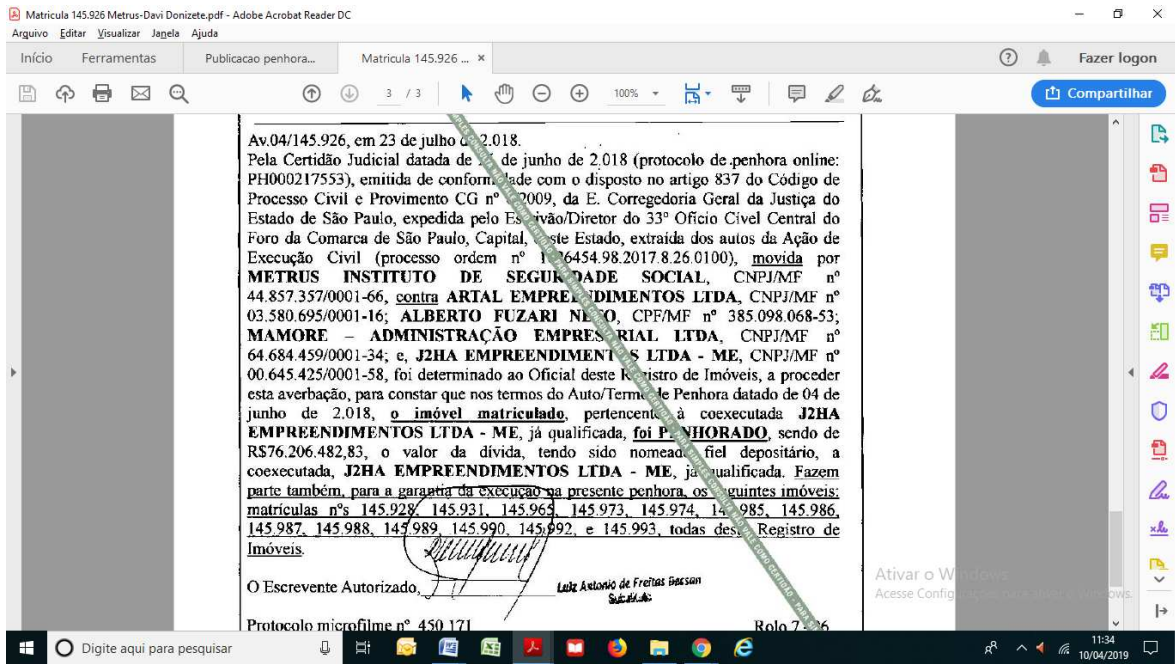 Matricula 145.926 Metrus-Davi Donizete.pdf - Adobe Acrobat Reader DC
Arquivo Editar Visualizar Janela Ajuda
Início Ferramentas Publicacao penhora... Matricula 145.926 ... ×
Fazer logon
3 / 3 100%
Compartilhar
Av.04/145.926, em 23 de julho de 2.018.
Pela Certidão Judicial datada de de junho de 2.018 (protocolo de penhora online:
PH000217553), emitida de conformidade com o disposto no artigo 837 do Código de
Processo Civil e Provimento CG nº 2009, da E. Corregedoria Geral da Justiça do
Estado de São Paulo, expedida pelo Escrivão/Diretor do 33º Ofício Cível Central do
Foro da Comarca de São Paulo, Capital, deste Estado, extraída dos autos da Ação de
Execução Civil (processo ordem nº 6454.98.2017.8.26.0100), movida por
METRUS INSTITUTO DE SEGURIDADE SOCIAL, CNPJ/MF nº
44.857.357/0001-66, contra ARTAL EMPREENDIMENTOS LTDA, CNPJ/MF nº
03.580.695/0001-16; ALBERTO FUZARI NETO, CPF/MF nº 385.098.068-53;
MAMORE – ADMINISTRAÇÃO EMPRESARIAL LTDA, CNPJ/MF nº
64.684.459/0001-34; e, J2HA EMPREENDIMENTOS LTDA - ME, CNPJ/MF nº
00.645.425/0001-58, foi determinado ao Oficial deste Registro de Imóveis, a proceder
esta averbação, para constar que nos termos do Auto/Termo de Penhora datado de 04 de
junho de 2.018, o imóvel matriculado, pertencente à coexecutada J2HA
EMPREENDIMENTOS LTDA - ME, já qualificada, foi PENHORADO, sendo de
R$76.206.482,83, o valor da dívida, tendo sido nomeada fiel depositário, a
coexecutada, J2HA EMPREENDIMENTOS LTDA - ME, já qualificada. Fazem
parte também, para a garantia da execução na presente penhora, os seguintes imóveis:
matrículas nºs 145.928, 145.931, 145.965, 145.973, 145.974, 145.985, 145.986,
145.987, 145.988, 145.989, 145.990, 145.992, e 145.993, todas deste Registro de
Imóveis.
O Escrevente Autorizado, Luiz Antonio de Freitas
Protocolo microfilme nº 450.171 Rolo
PARA SIMPLES CONSULTA NÃO VALE COMO CERTIDÃO
Ativar o Windows
Digite aqui para pesquisar
11:34
10/04/2019